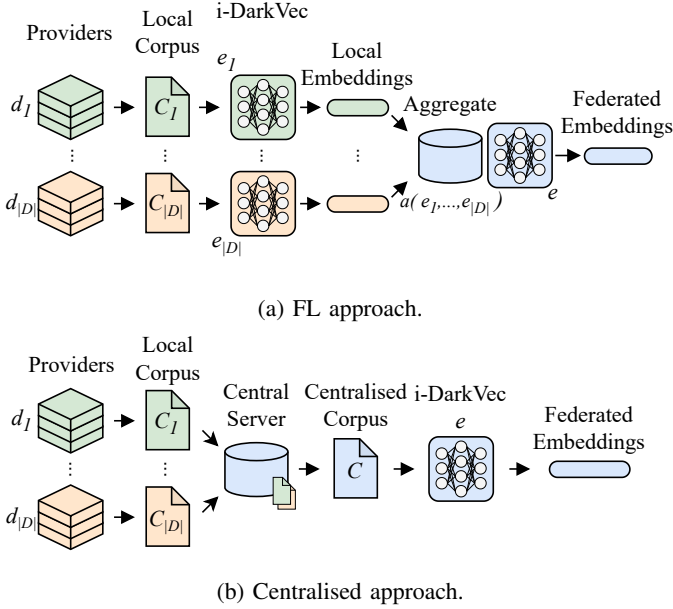 i-DarkVec
Providers
Local
Corpus
Local
Embeddings
Aggregate
Federated
Embeddings
e1
d1
C1
d|D|
C|D|
e|D|
a( e1,...,e|D| )
e
(a) FL approach.
Providers
Local
Corpus
Central
Server
Centralised
Corpus
i-DarkVec
e
Federated
Embeddings
d1
C1
C
d|D|
C|D|
(b) Centralised approach.